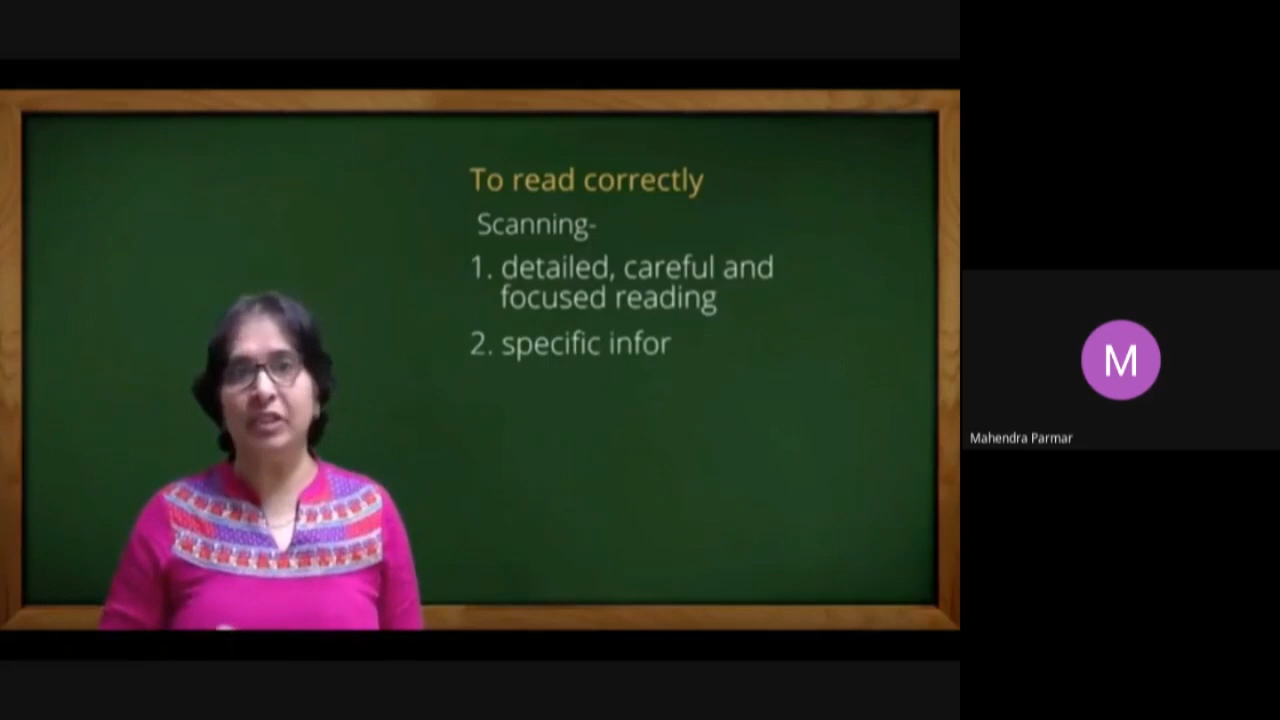 To read correctly
Scanning-
1. detailed, careful and
focused reading
2. specific infor
M
Mahendra Parmar